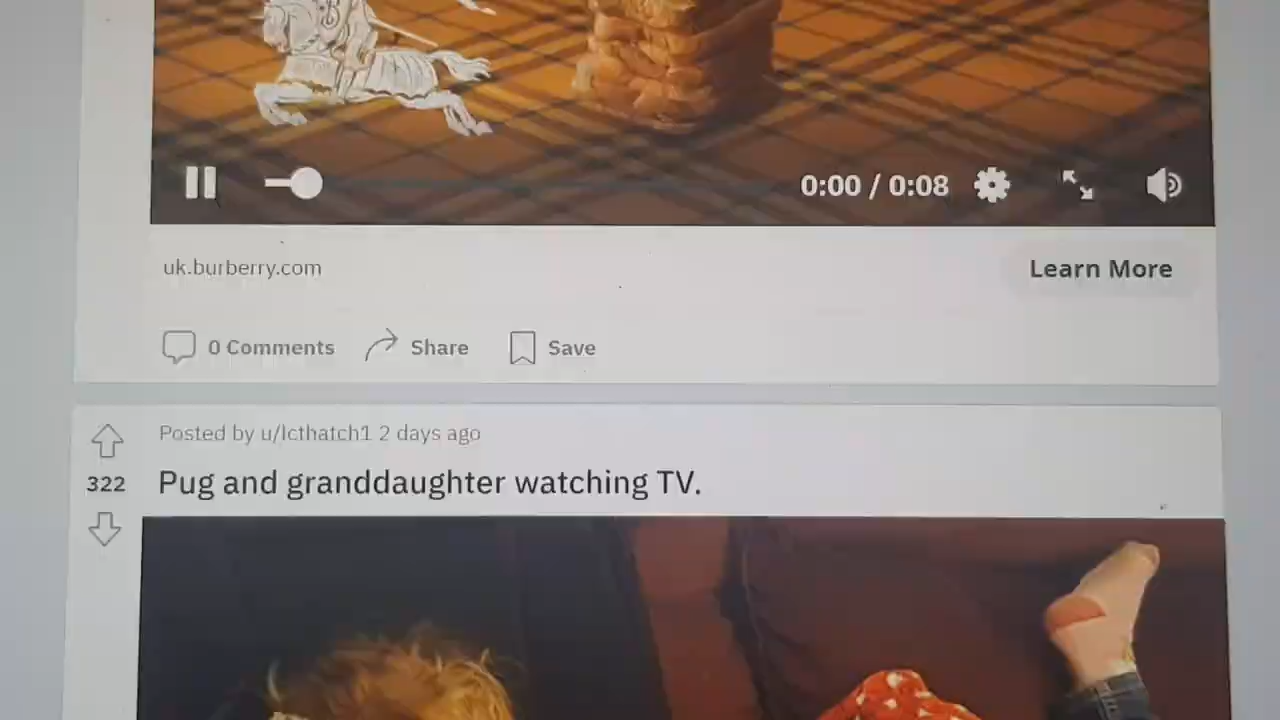 0:00 / 0:08
uk.burberry.com
Learn More
0 Comments
Share
Save
Posted by u/lcthatch1 2 days ago
322
Pug and granddaughter watching TV.